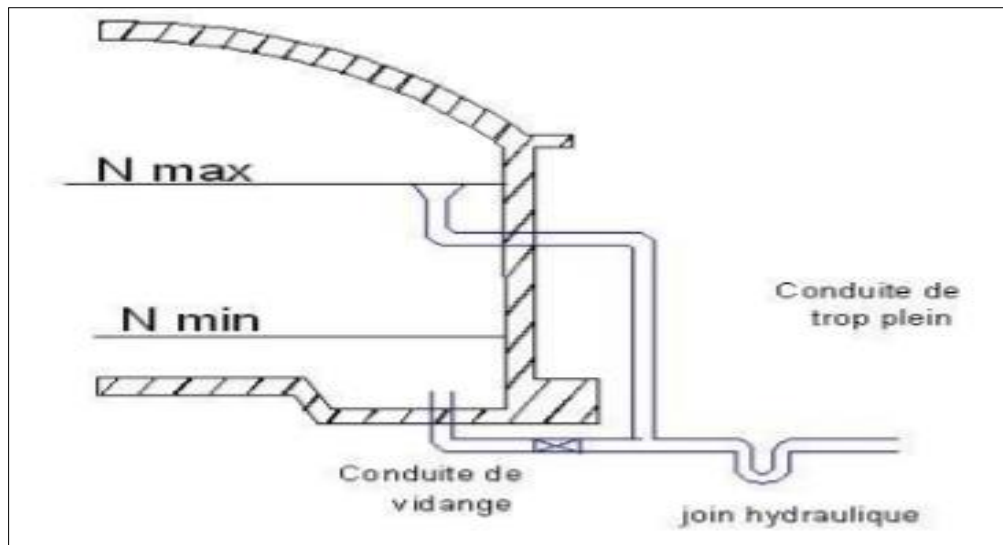 N max
N min
Conduite de
trop plein
Conduite de
vidange
join hydraulique